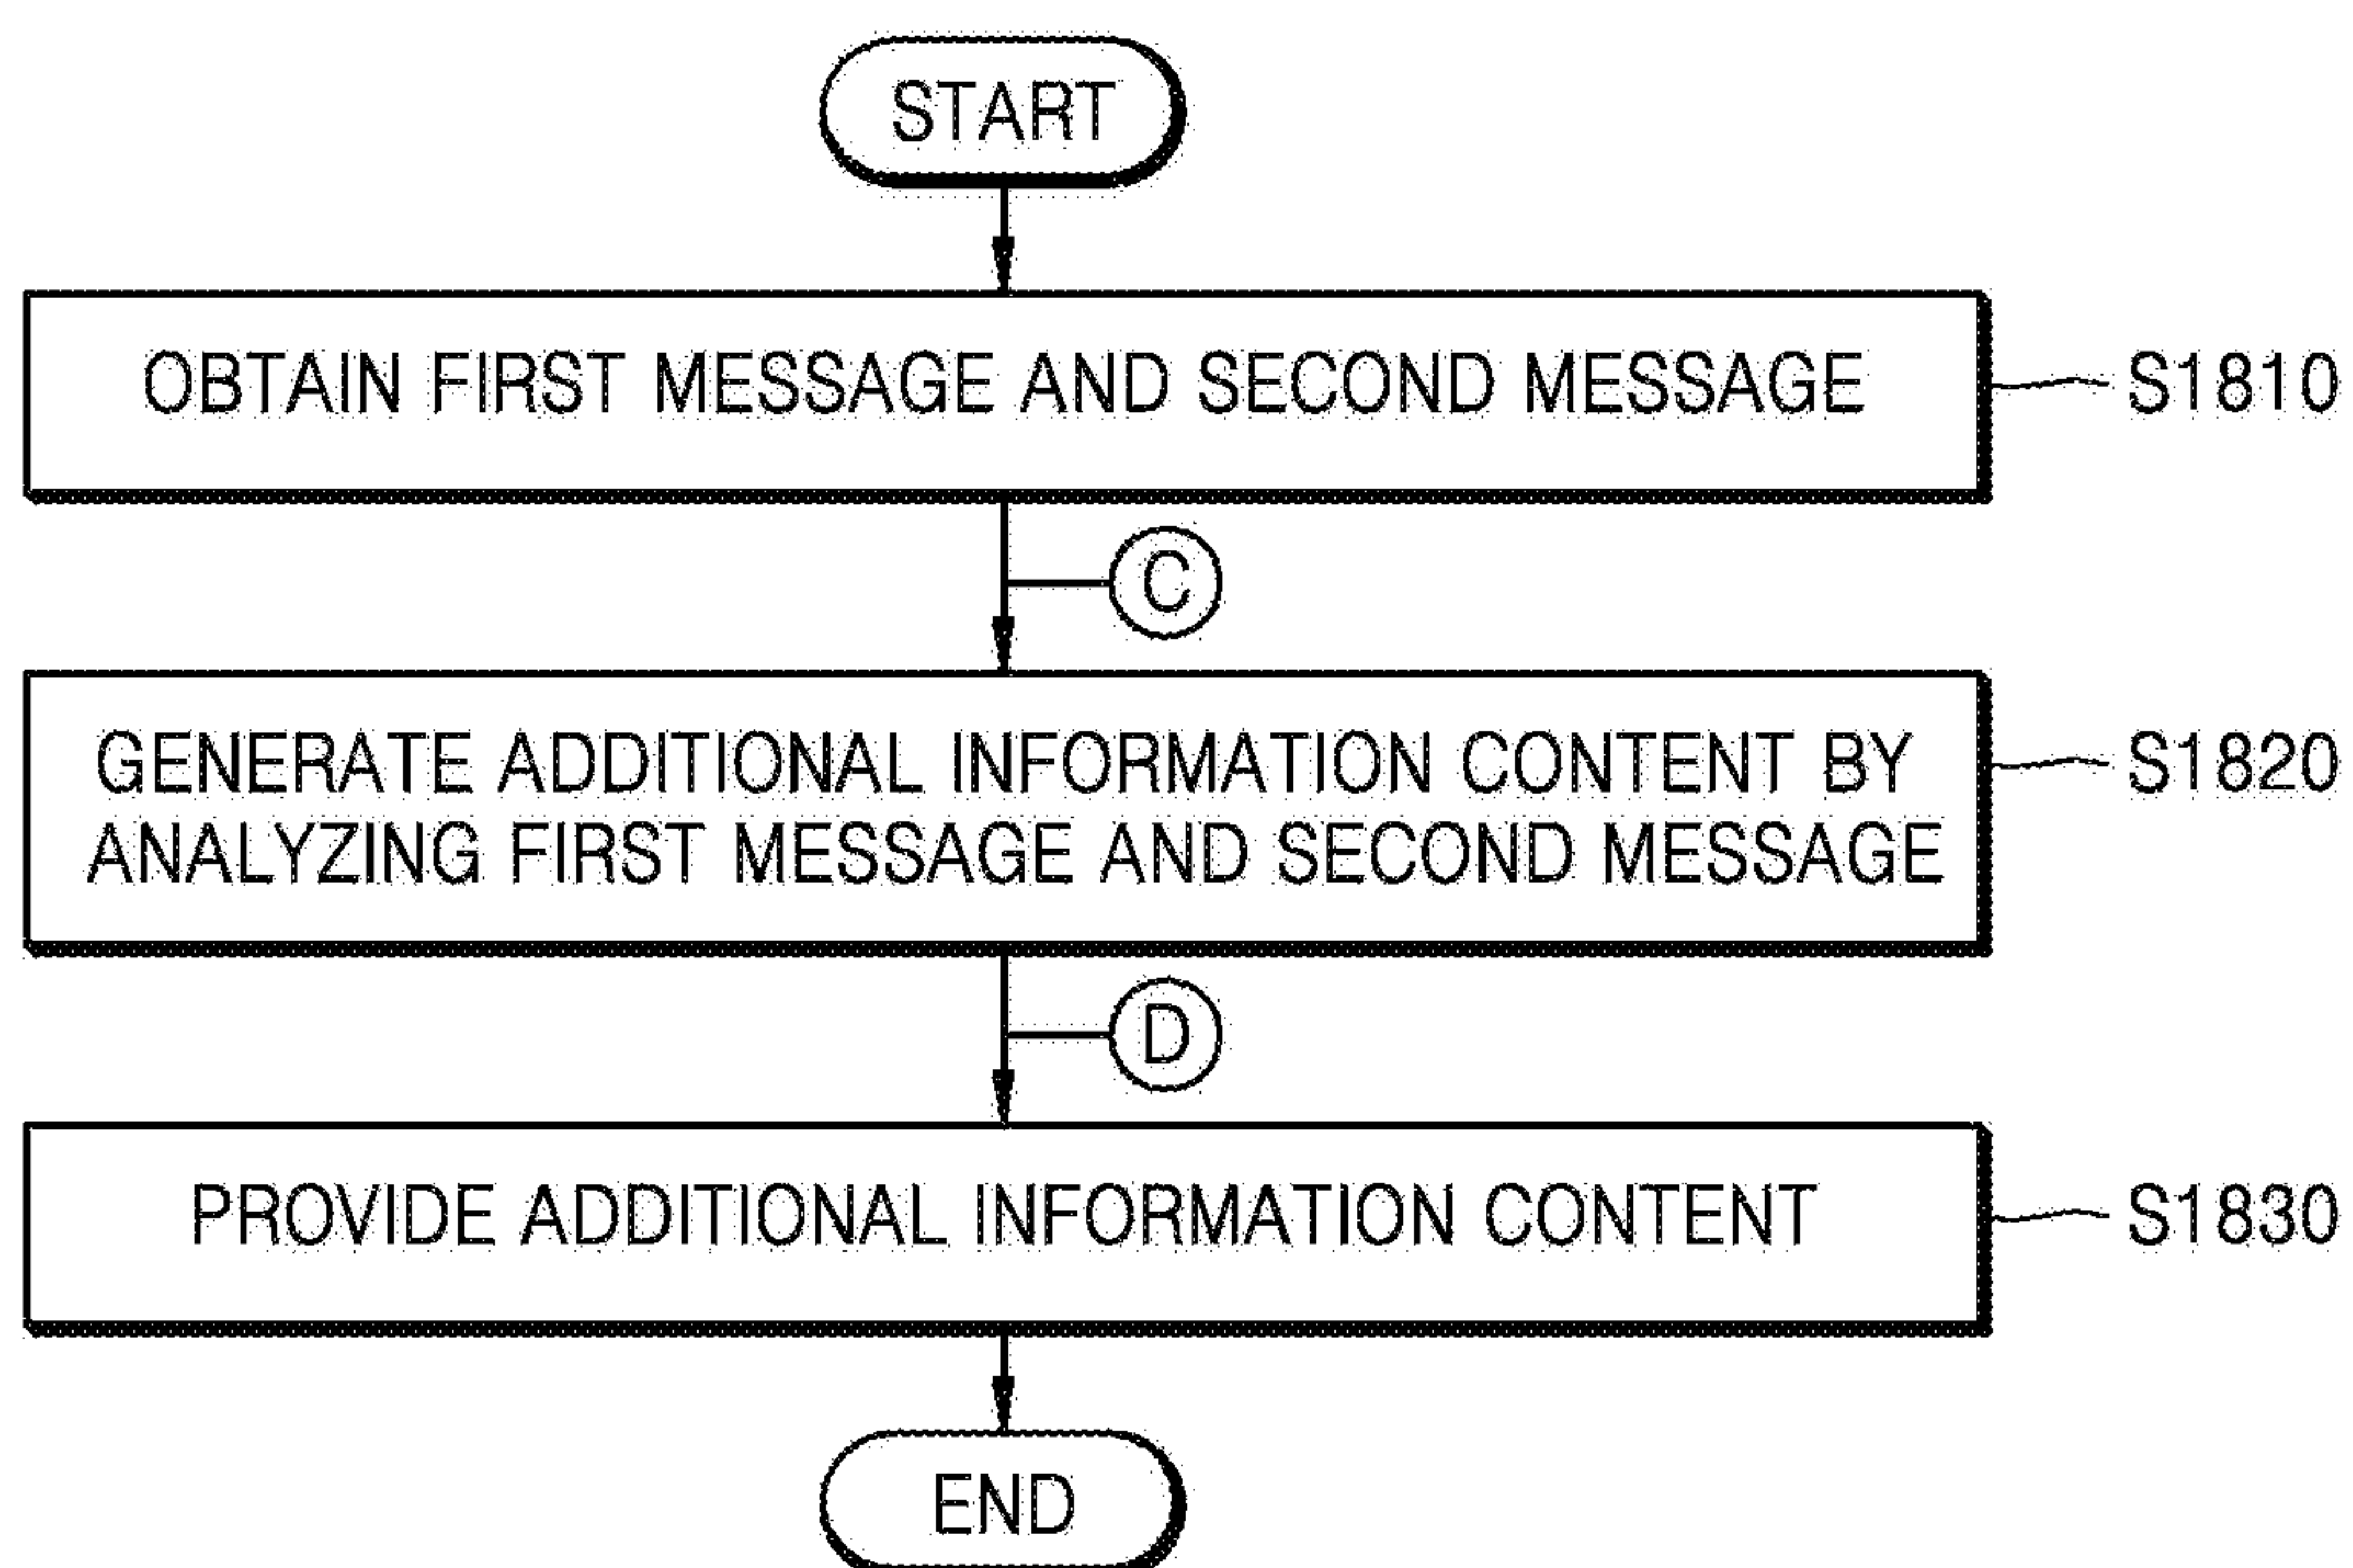 START
OBTAIN FIRST MESSAGE AND SECOND MESSAGE
S1810
C
GENERATE ADDITIONAL INFORMATION CONTENT BY
ANALYZING FIRST MESSAGE AND SECOND MESSAGE
S1820
D
PROVIDE ADDITIONAL INFORMATION CONTENT
S1830
END